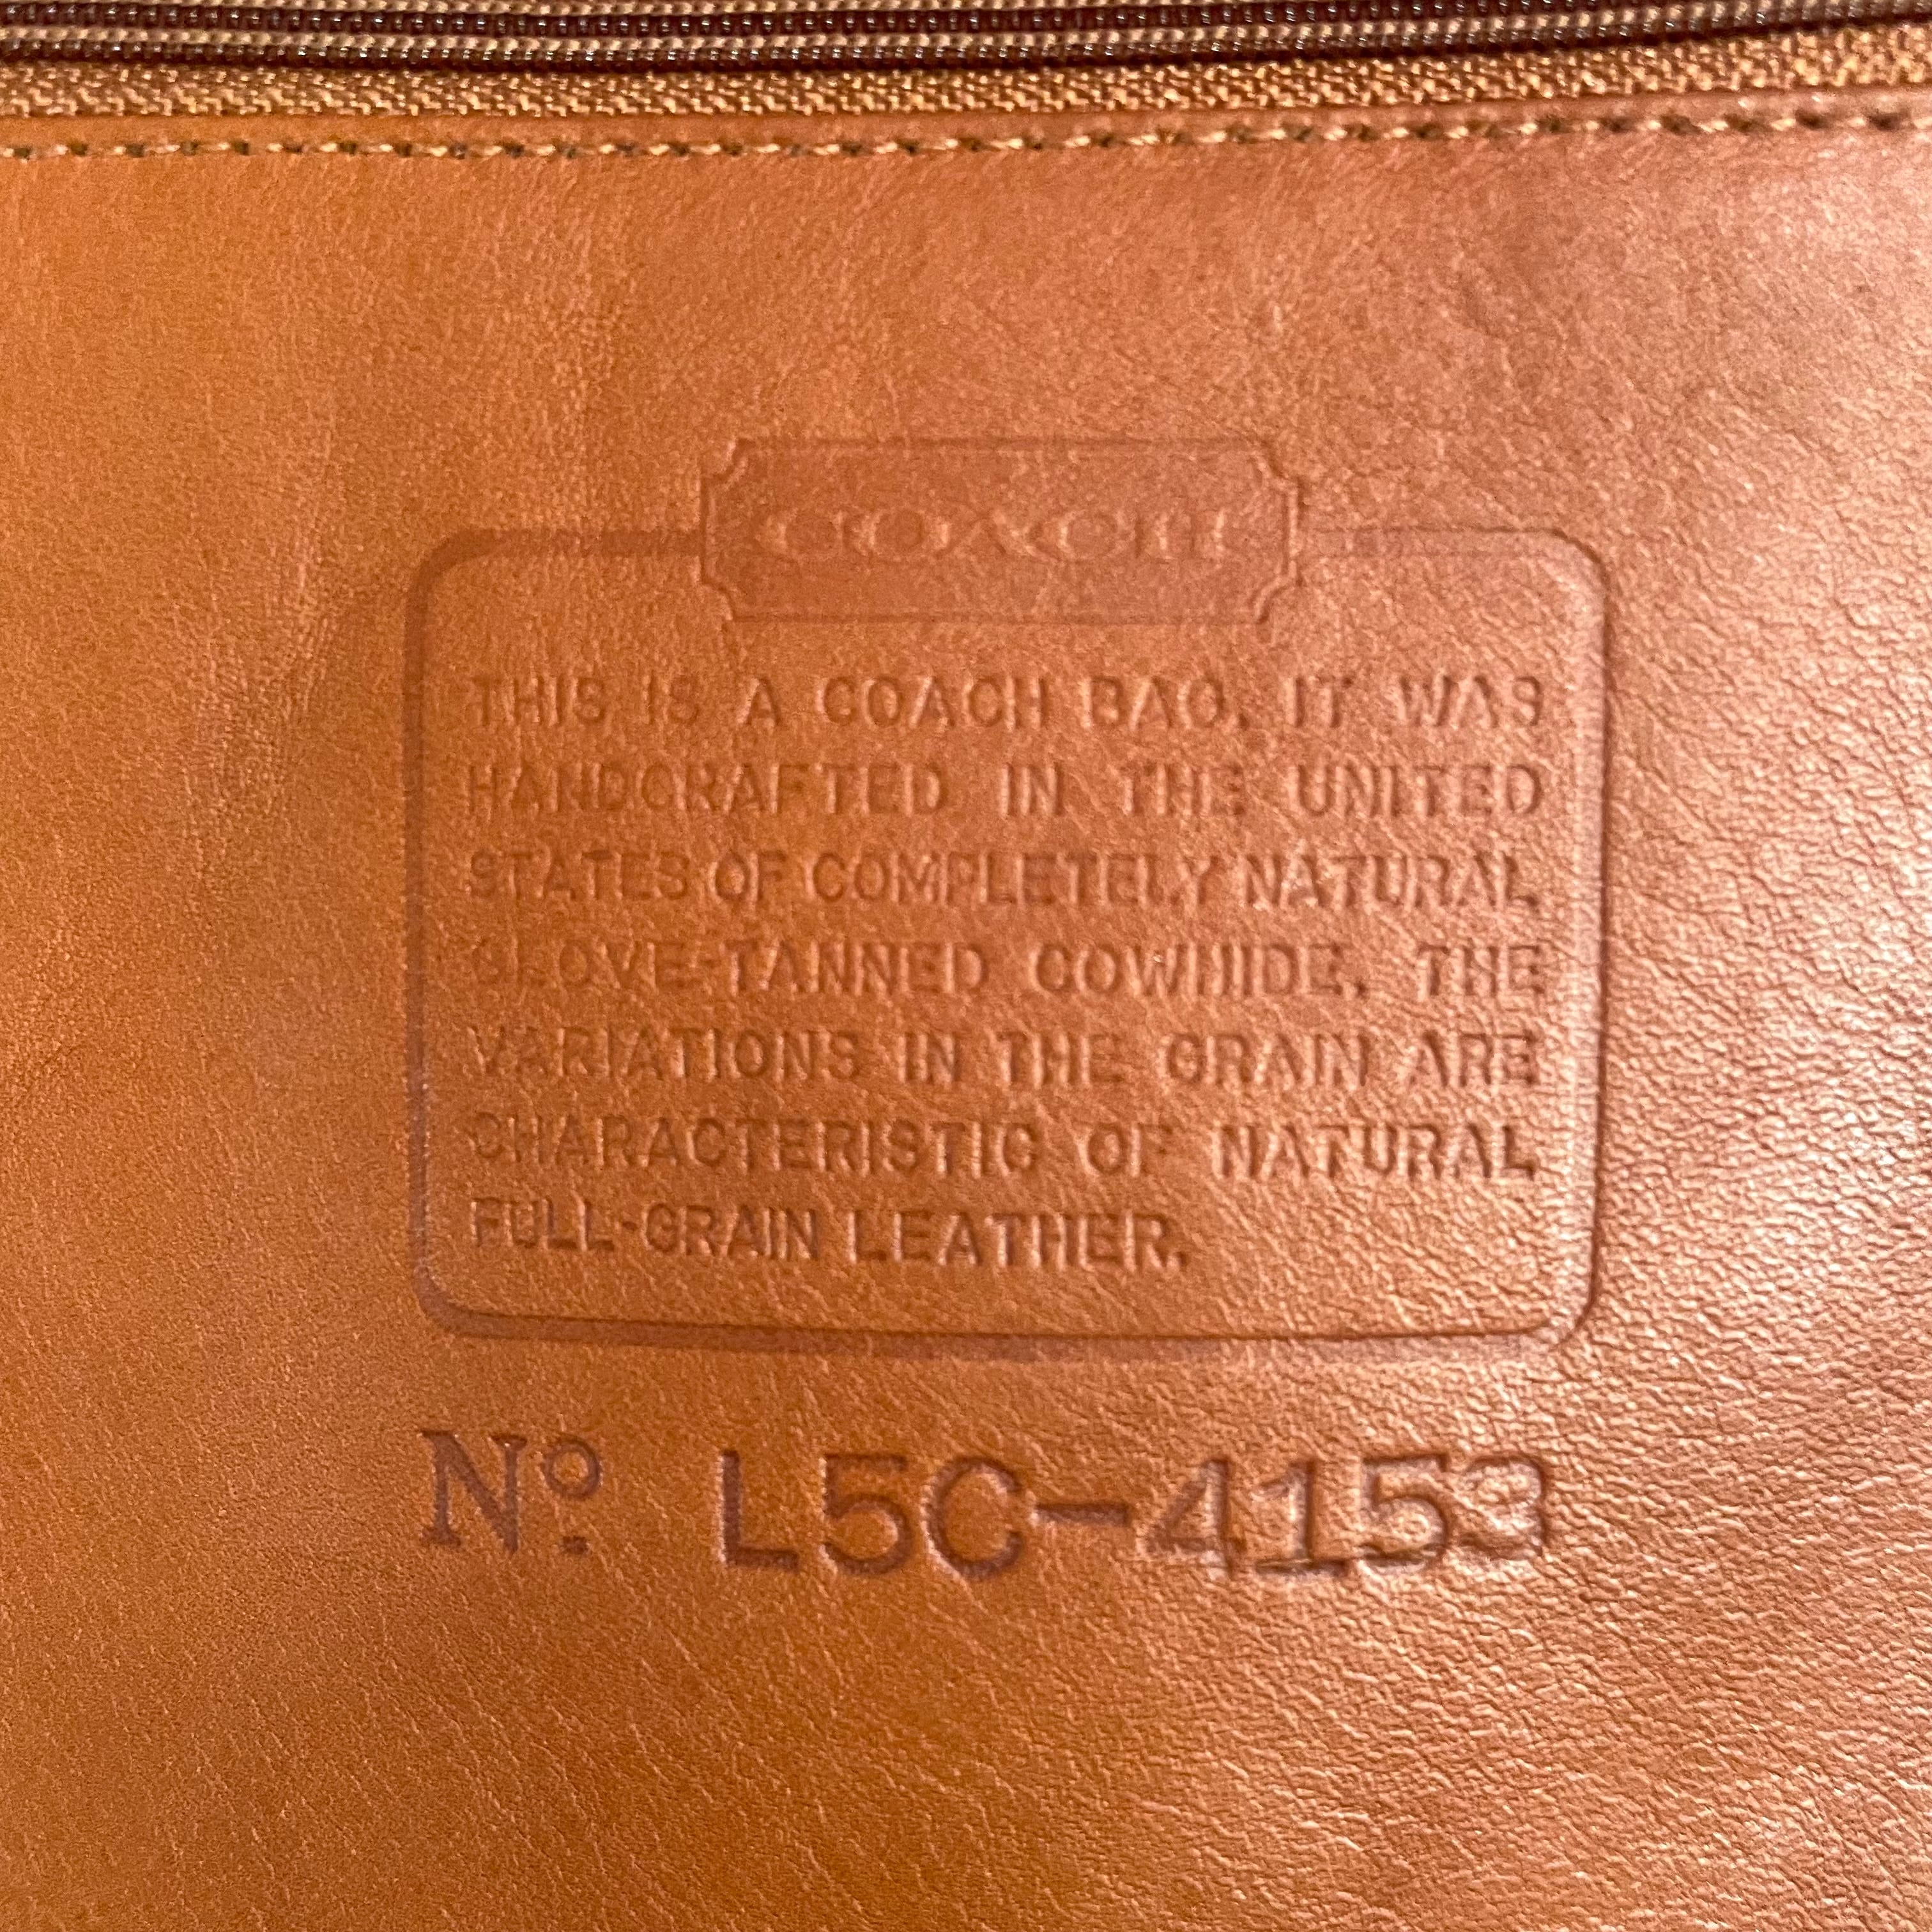 COACH
THIS IS A COACH BAG. IT WAS
HANDCRAFTED IN THE UNITED
STATES OF COMPLETELY NATURAL
GLOVE-TANNED COWHIDE. THE
VARIATIONS IN THE GRAIN ARE
CHARACTERISTIC OF NATURAL
FULL-GRAIN LEATHER.
No. L5C-4153